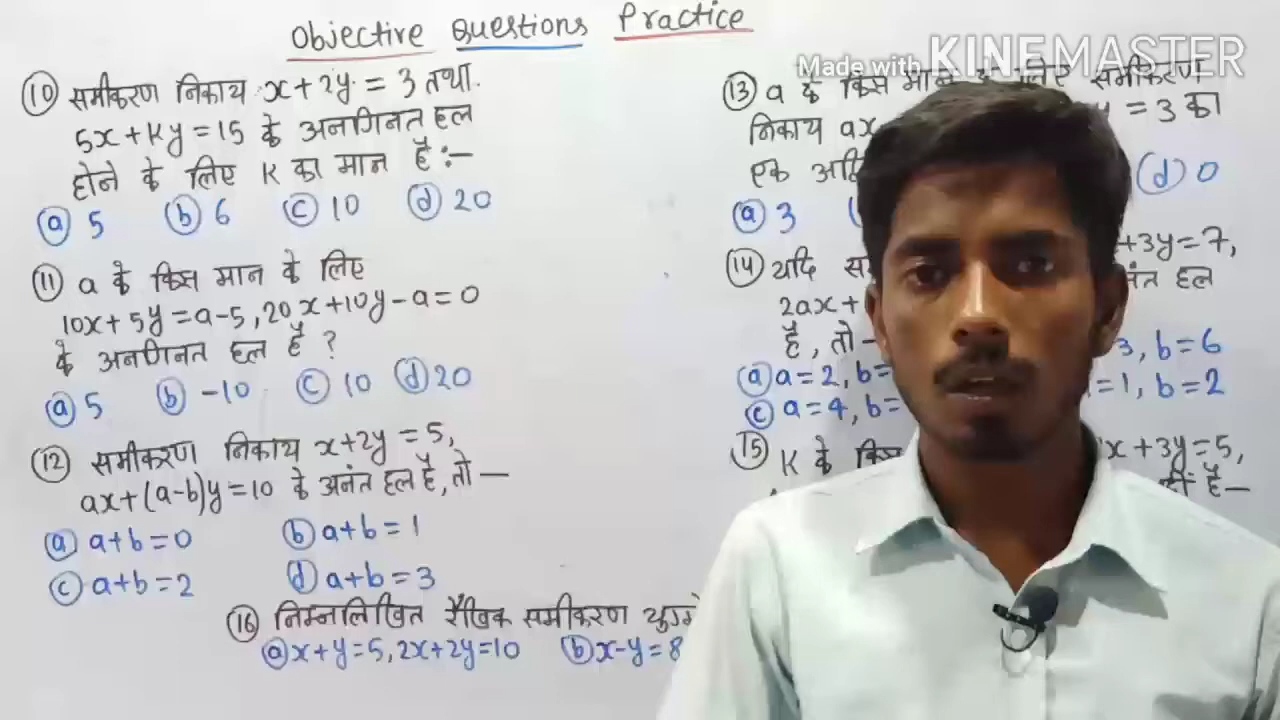 Objective Questions Practice
Made with KINEMASTER
⑩ समीकरण निकाय x+2y = 3 तथा
5x+Ky=15 के अनगिनत हल
होने के लिए K का मान है :-
ⓐ 5 ⓑ 6 ⓒ 10 ⓓ 20
⑪ a के किस मान के लिए
10x+5y=a-5, 20x+10y-a=0
के अनगिनत हल है ?
ⓐ 5 ⓑ -10 ⓒ 10 ⓓ 20
⑫ समीकरण निकाय x+2y=5,
ax+(a-b)y=10 के अनंत हल है, तो —
ⓐ a+b=0 ⓑ a+b=1
ⓒ a+b=2 ⓓ a+b=3
⑬ a के किस मान के लिए समीकरण
निकाय ax = 3 का
एक ⓓ 0
ⓐ 3
⑭ यदि +3y=7,
2ax+ हल
है, तो- 3, b=6
ⓐ a=2, b= =1, b=2
ⓒ a=4, b=
⑮ K के किस x+3y=5,
है—
⑯ निम्नलिखित रैखिक समीकरण
ⓐ x+y=5, 2x+2y=10 ⓑ x-y=8